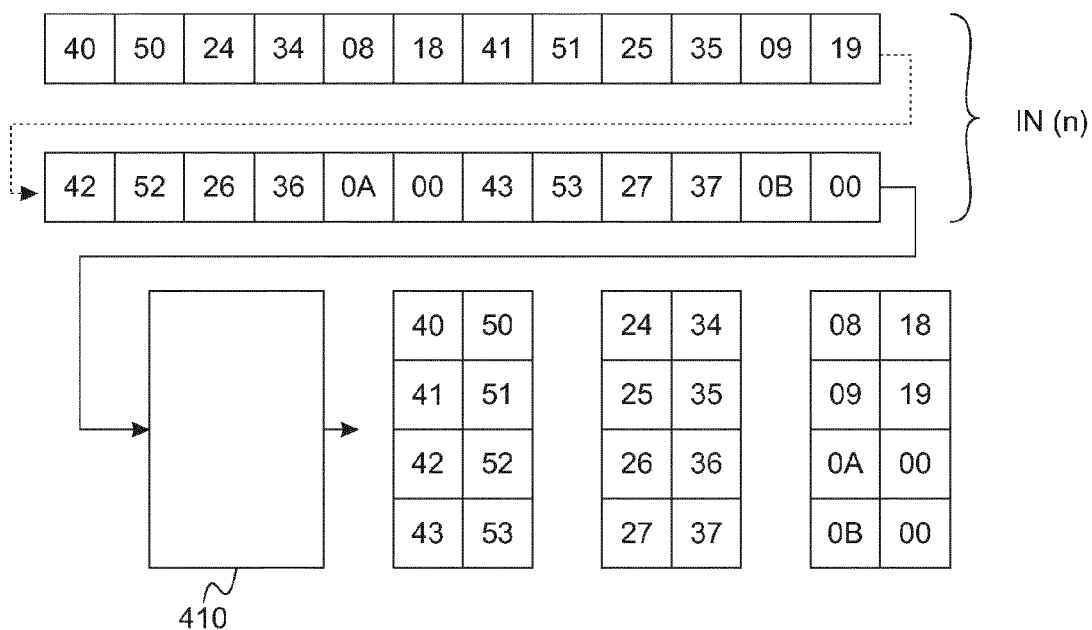 40 50 24 34 08 18 41 51 25 35 09 19
IN (n)
42 52 26 36 0A 00 43 53 27 37 0B 00
40 50 24 34 08 18
41 51 25 35 09 19
42 52 26 36 0A 00
43 53 27 37 0B 00
410